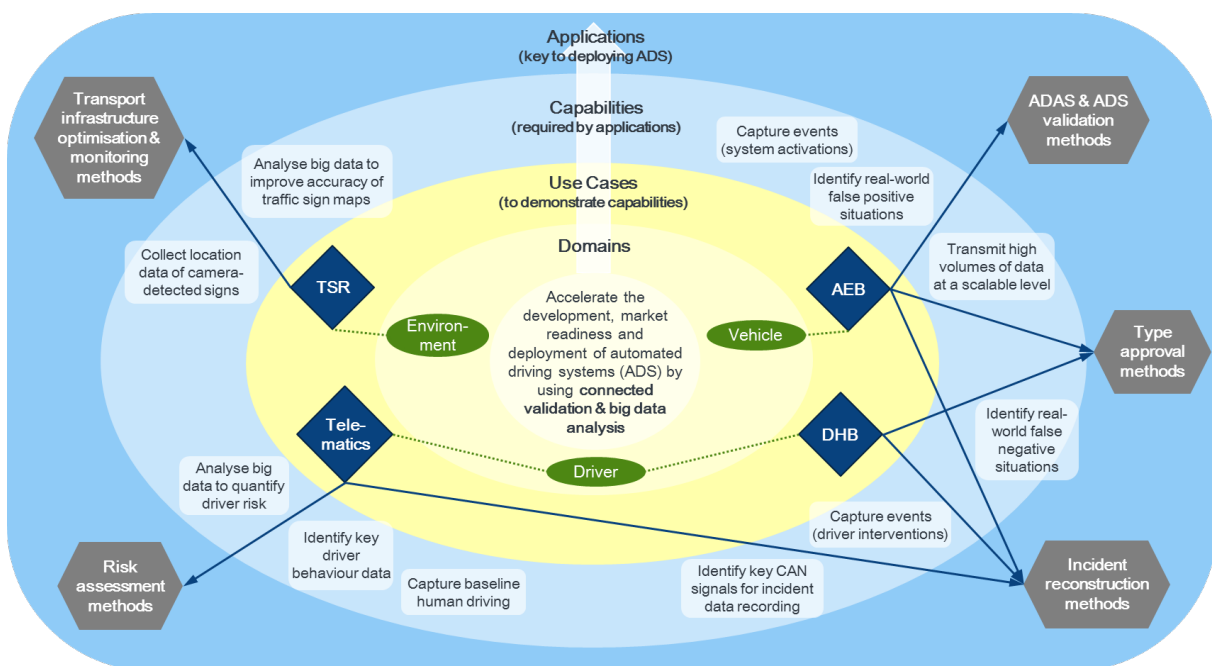 Applications
(key to deploying ADS)
Transport
infrastructure
optimisation &
monitoring
methods
ADAS & ADS
validation
methods
Capabilities
(required by applications)
Capture events
(system activations)
Analyse big data to
improve accuracy of
traffic sign maps
Identify real-world
false positive
situations
Use Cases
(to demonstrate capabilities)
Collect location
data of camera-
detected signs
Domains
Transmit high
volumes of data
at a scalable level
TSR
AEB
Environ-
ment
Vehicle
Accelerate the
development, market
readiness and
deployment of automated
driving systems (ADS) by
using connected
validation & big data
analysis
Type
approval
methods
Tele-
matics
DHB
Driver
Identify real-
world false
negative
situations
Analyse big
data to quantify
driver risk
Identify key
driver
behaviour data
Capture events
(driver interventions)
Capture baseline
human driving
Identify key CAN
signals for incident
data recording
Risk
assessment
methods
Incident
reconstruction
methods